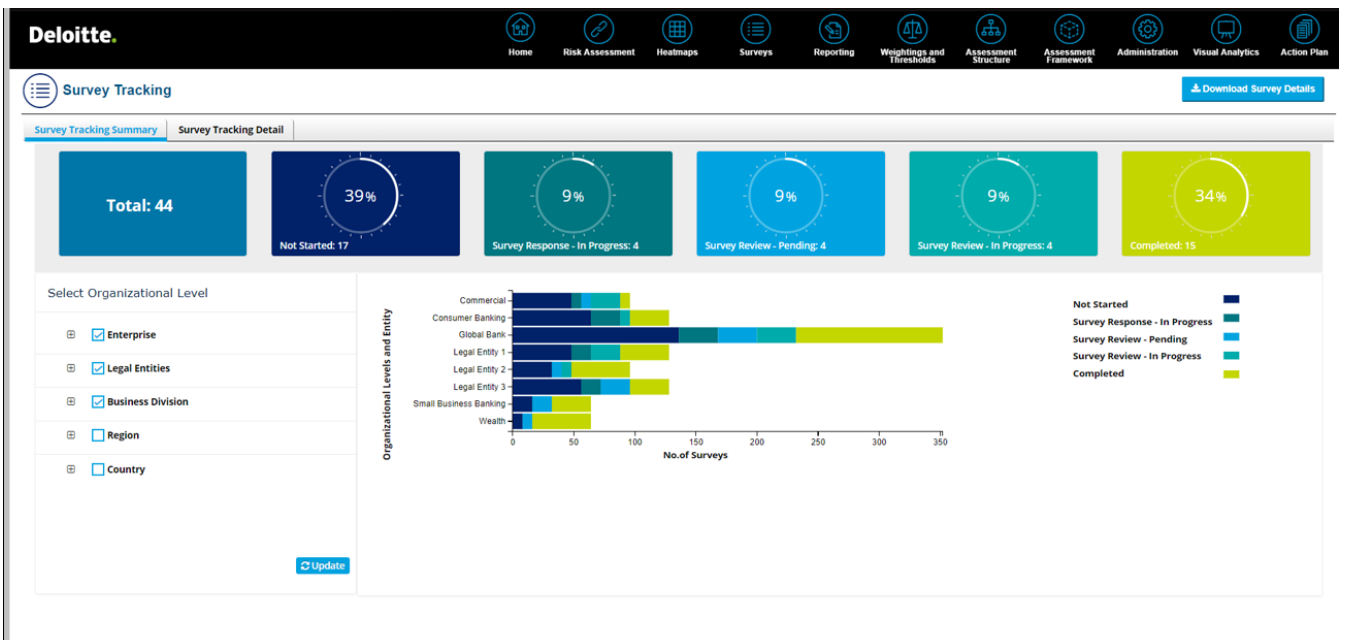 Deloitte.
Home
Risk Assessment
Heatmaps
Surveys
Reporting
Weightings and
Thresholds
Assessment
Structure
Assessment
Framework
Administration
Visual Analytics
Action Plan
Survey Tracking
Download Survey Details
Survey Tracking Summary
Survey Tracking Detail
Total: 44
39%
Not Started: 17
9%
Survey Response - In Progress: 4
9%
Survey Review - Pending: 4
9%
Survey Review - In Progress: 4
34%
Completed: 15
Select Organizational Level
Enterprise
Legal Entities
Business Division
Region
Country
Update
Organizational Levels and Entity
Commercial
Consumer Banking
Global Bank
Legal Entity 1
Legal Entity 2
Legal Entity 3
Small Business Banking
Wealth
0 50 100 150 200 250 300 350
No.of Surveys
Not Started
Survey Response - In Progress
Survey Review - Pending
Survey Review - In Progress
Completed